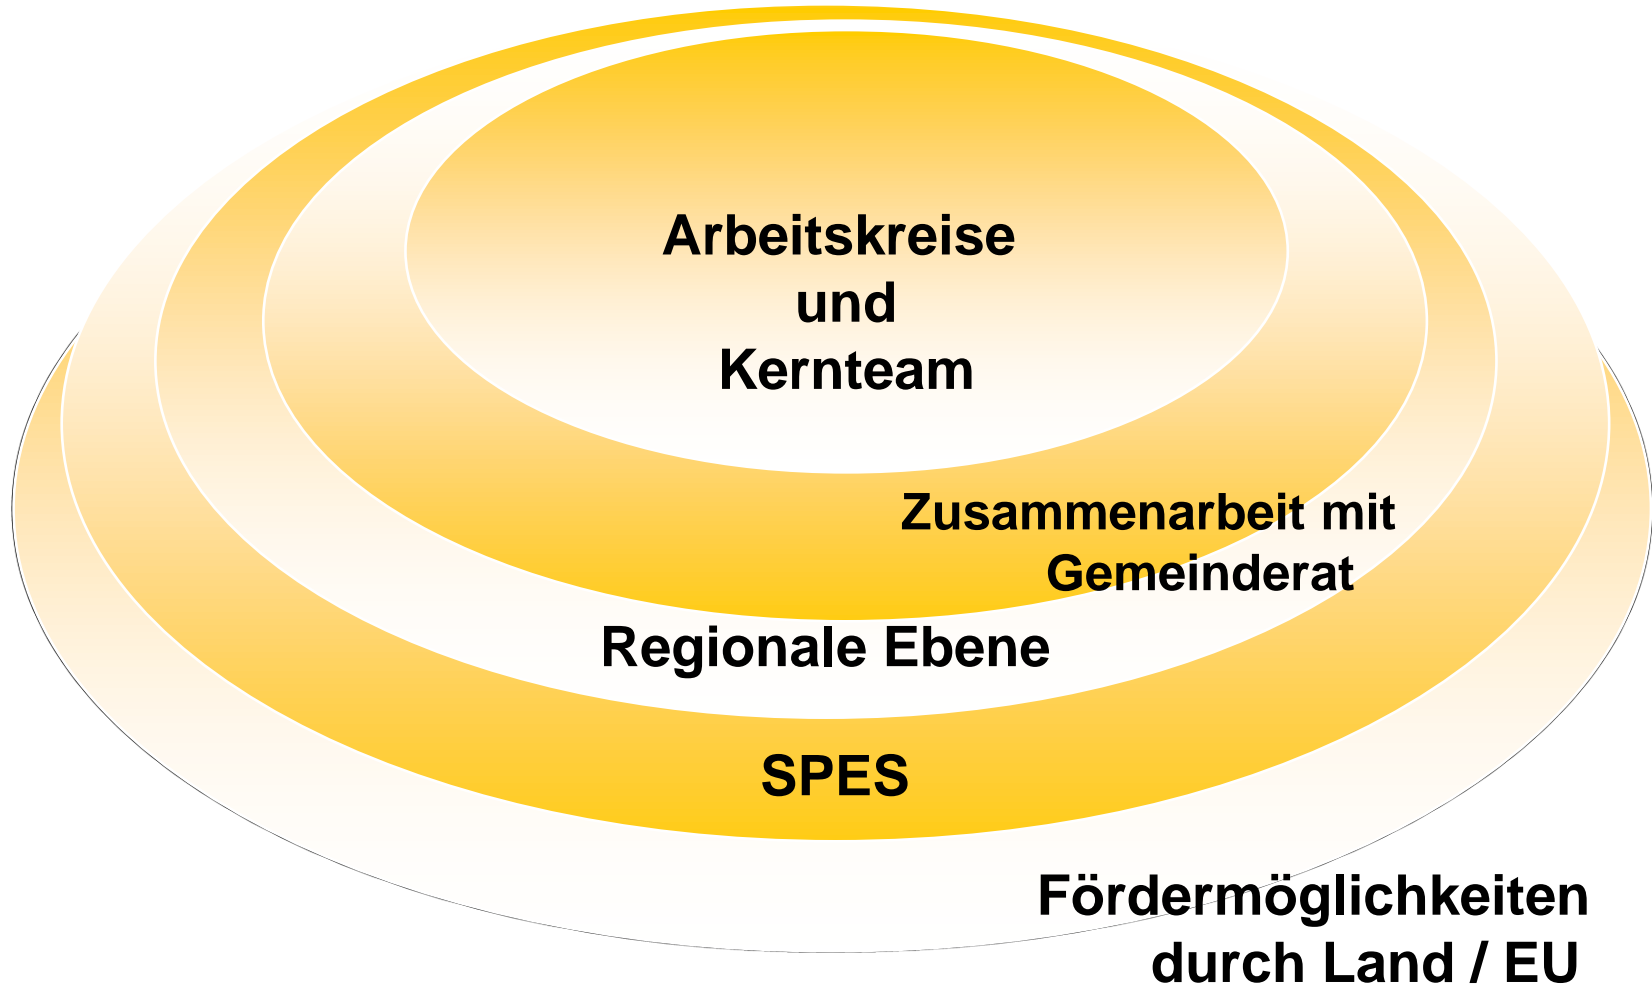 Arbeitskreise
und
Kernteam
Zusammenarbeit mit
Gemeinderat
Regionale Ebene
SPES
Fördermöglichkeiten
durch Land / EU